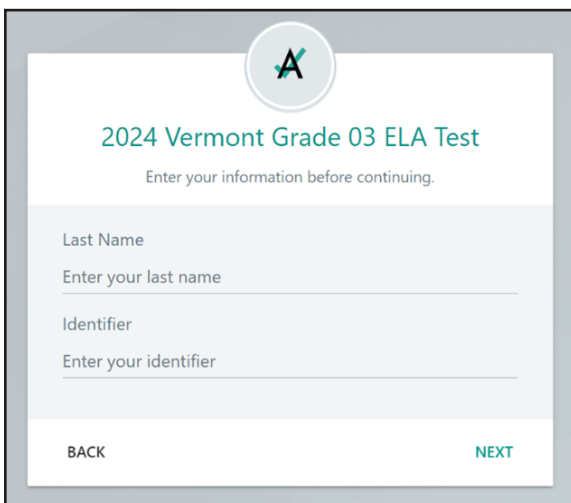 A
2024 Vermont Grade 03 ELA Test
Enter your information before continuing.
Last Name
Enter your last name
Identifier
Enter your identifier
BACK NEXT